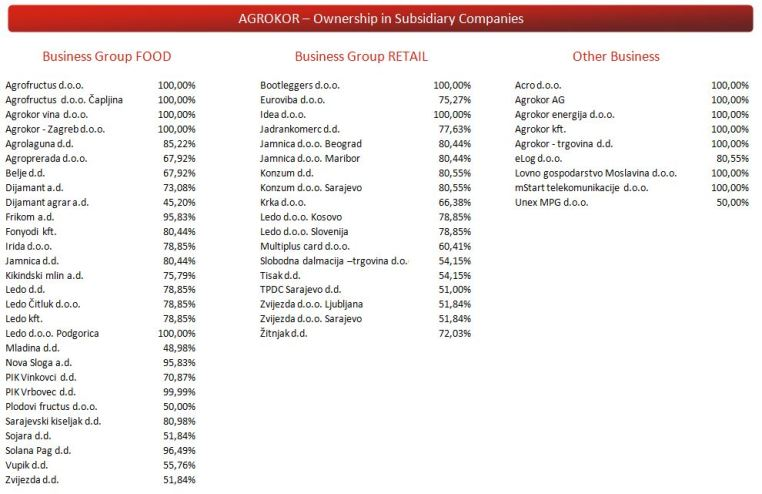 AGROKOR – Ownership in Subsidiary Companies
Business Group FOOD
Agrofructus d.o.o. 100,00%
Agrofructus d.o.o. Čapljina 100,00%
Agrokor vina d.o.o. 100,00%
Agrokor - Zagreb d.o.o. 100,00%
Agrolaguna d.d. 85,22%
Agroprerada d.o.o. 67,92%
Belje d.d. 67,92%
Dijamant a.d. 73,08%
Dijamant agrar a.d. 45,20%
Frikom a.d. 95,83%
Fonyodi kft. 80,44%
Irida d.o.o. 78,85%
Jamnica d.d. 80,44%
Kikindski mlin a.d. 75,79%
Ledo d.d. 78,85%
Ledo Čitluk d.o.o. 78,85%
Ledo kft. 78,85%
Ledo d.o.o. Podgorica 100,00%
Mladina d.d. 48,98%
Nova Sloga a.d. 95,83%
PIK Vinkovci d.d. 70,87%
PIK Vrbovec d.d. 99,99%
Plodovi fructus d.o.o. 50,00%
Sarajevski kiseljak d.d. 80,98%
Sojara d.d. 51,84%
Solana Pag d.d. 96,49%
Vupik d.d. 55,76%
Zvijezda d.d. 51,84%
Business Group RETAIL
Bootleggers d.o.o. 100,00%
Euroviba d.o.o. 75,27%
Idea d.o.o. 100,00%
Jadrankomerc d.d. 77,63%
Jamnica d.o.o. Beograd 80,44%
Jamnica d.o.o. Maribor 80,44%
Konzum d.d. 80,55%
Konzum d.o.o. Sarajevo 80,55%
Krka d.o.o. 66,38%
Ledo d.o.o. Kosovo 78,85%
Ledo d.o.o. Slovenija 78,85%
Multiplus card d.o.o. 60,41%
Slobodna dalmacija –trgovina d.o. 54,15%
Tisak d.d. 54,15%
TPDC Sarajevo d.d. 51,00%
Zvijezda d.o.o. Ljubljana 51,84%
Zvijezda d.o.o. Sarajevo 51,84%
Žitnjak d.d. 72,03%
Other Business
Acro d.o.o. 100,00%
Agrokor AG 100,00%
Agrokor energija d.o.o. 100,00%
Agrokor kft. 100,00%
Agrokor - trgovina d.d. 100,00%
eLog d.o.o. 80,55%
Lovno gospodarstvo Moslavina d.o.o. 100,00%
mStart telekomunikacije d.o.o. 100,00%
Unex MPG d.o.o. 50,00%